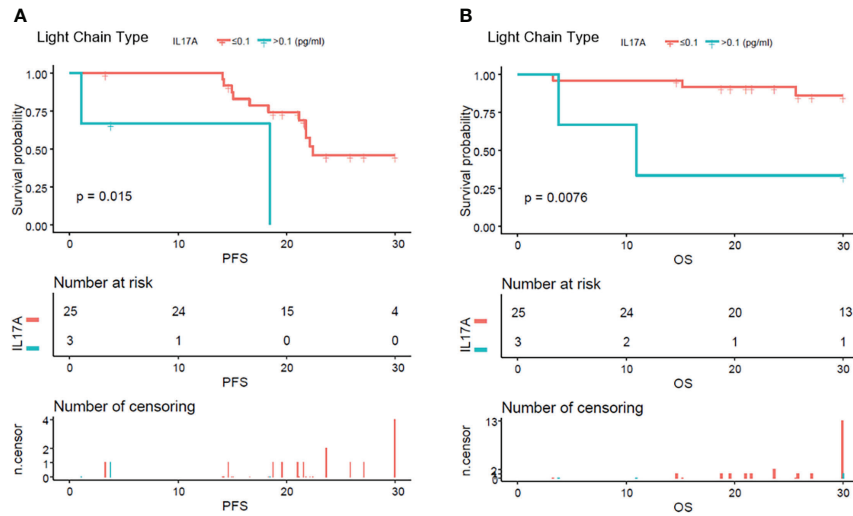 A
Light Chain Type
IL17A ≤0.1 >0.1 (pg/ml)
Survival probability
1.00
0.75
0.50
0.25
0.00
p = 0.015
0 10 20 30
PFS
Number at risk
IL17A
25 24 15 4
3 1 0 0
0 10 20 30
PFS
Number of censoring
n.censor
4
2
1
0
0 10 20 30
PFS
B
Light Chain Type
IL17A ≤0.1 >0.1 (pg/ml)
Survival probability
1.00
0.75
0.50
0.25
0.00
p = 0.0076
0 10 20 30
OS
Number at risk
IL17A
25 24 20 13
3 2 1 1
0 10 20 30
OS
Number of censoring
n.censor
13
2
0
0 10 20 30
OS